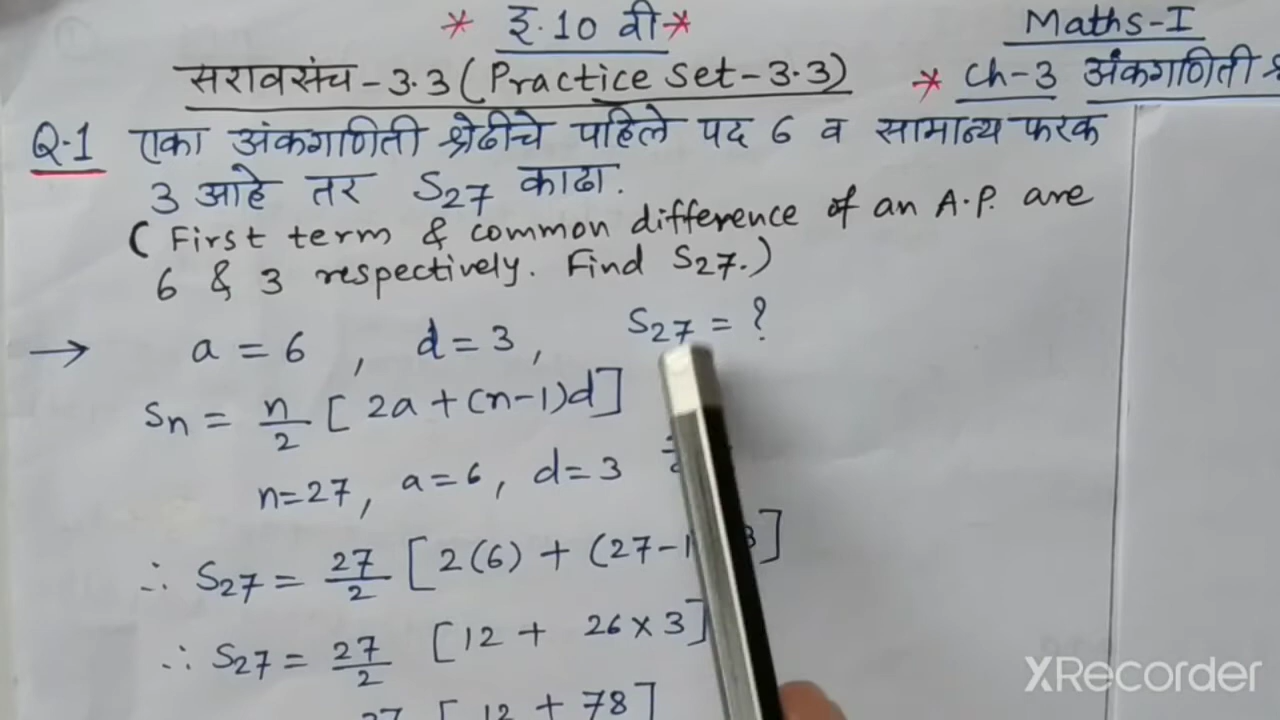 * इ.10 वी *
Maths-I
सरावसंच-3.3 (Practice Set-3.3)
* Ch-3 अंकगणिती
Q.1 एका अंकगणिती श्रेढीचे पहिले पद 6 व सामान्य फरक
3 आहे तर S27 काढा.
(First term & common difference of an A.P. are
6 & 3 respectively. Find S27.)
→ a = 6 , d = 3, S27 = ?
Sn = n/2 [2a + (n-1)d]
n=27, a=6, d=3
∴ S27 = 27/2 [2(6) + (27-1 3]
∴ S27 = 27/2 [12 + 26 × 3]
27 [12 + 78]
XRecorder